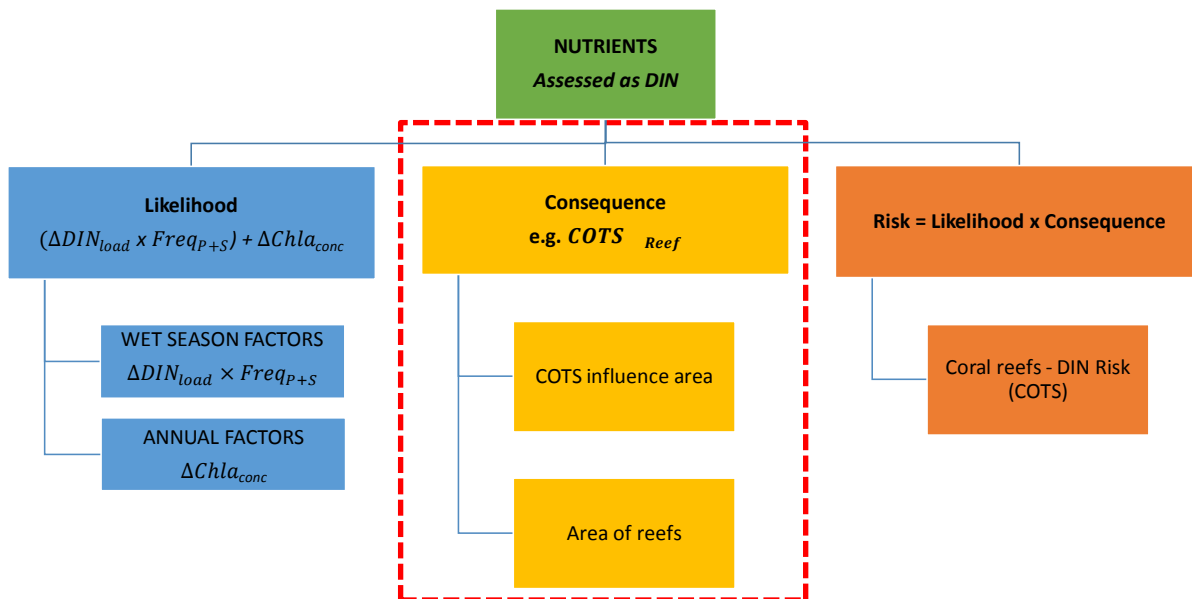 NUTRIENTS
Assessed as DIN
Likelihood
(ΔDIN_load x Freq_P+S) + ΔChla_conc
WET SEASON FACTORS
ΔDIN_load × Freq_P+S
ANNUAL FACTORS
ΔChla_conc
Consequence
e.g. COTS Reef
COTS influence area
Area of reefs
Risk = Likelihood x Consequence
Coral reefs - DIN Risk
(COTS)